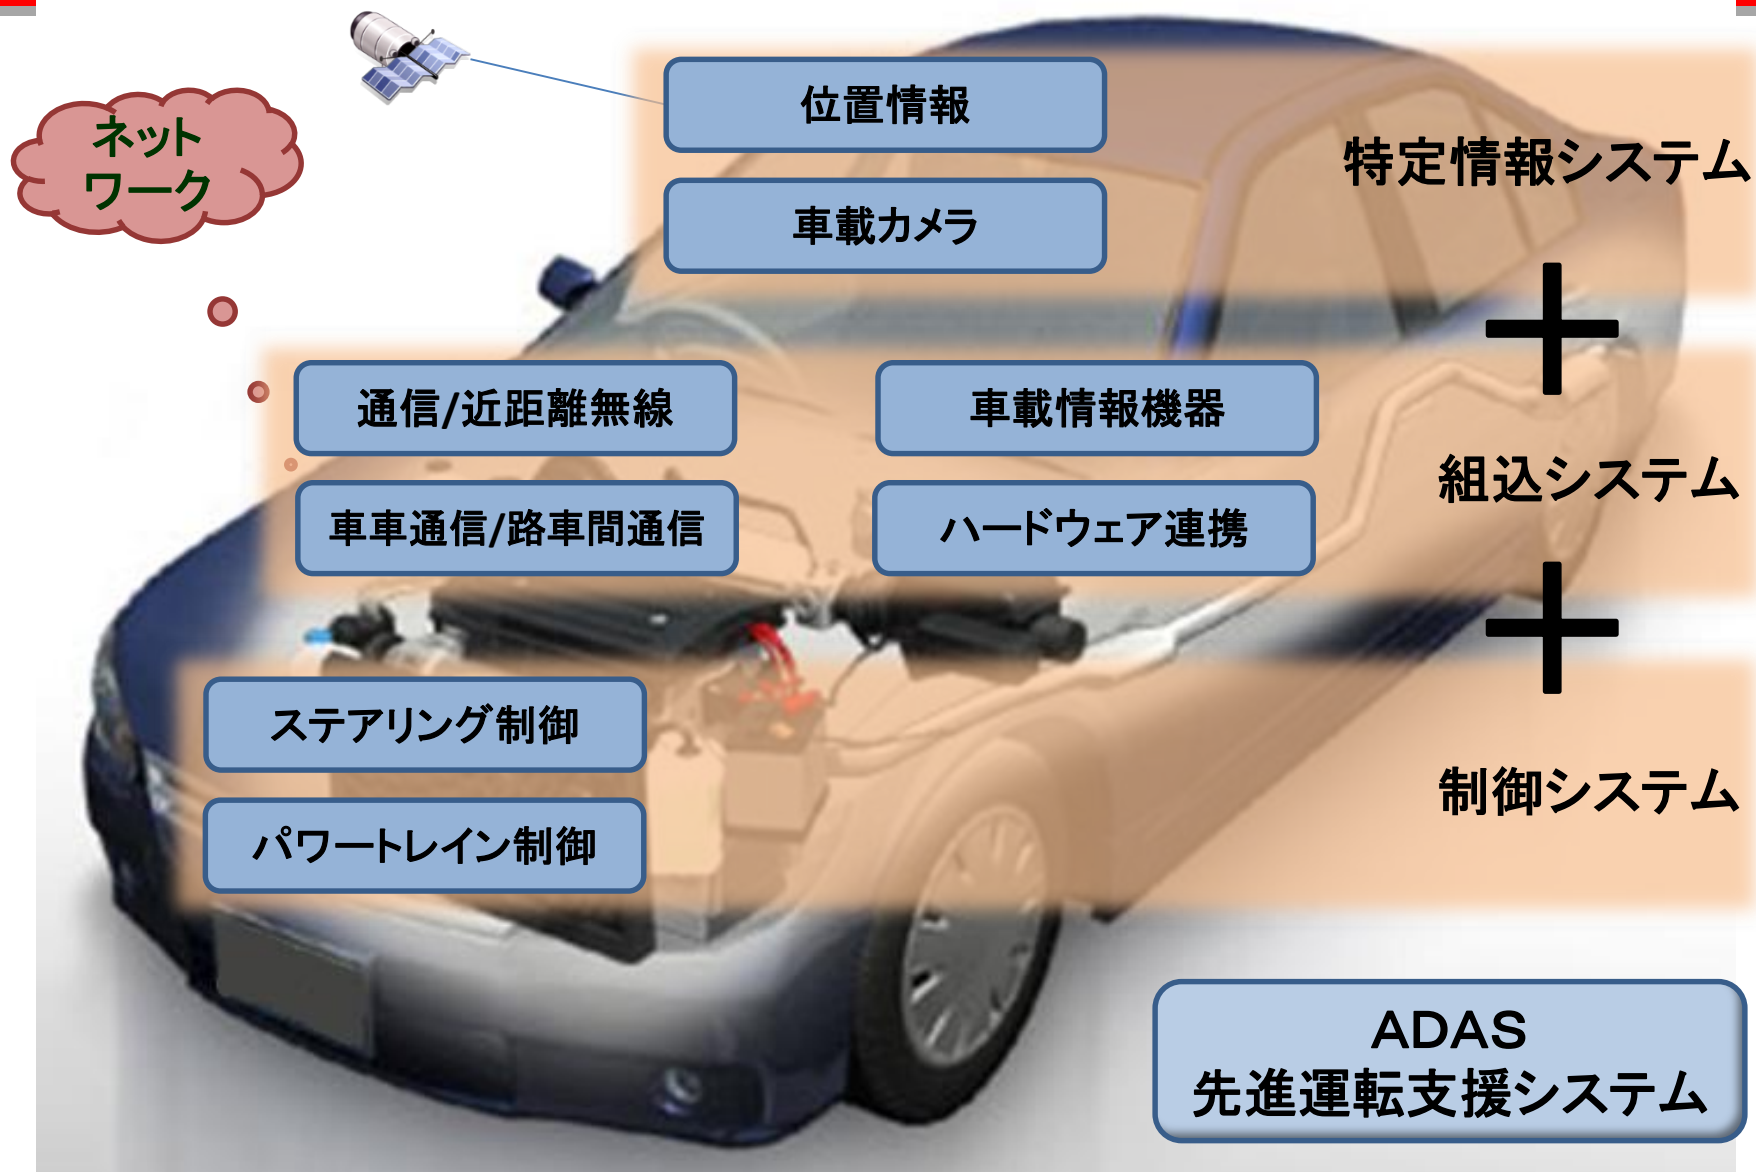 ネット
ワーク
位置情報
車載カメラ
特定情報システム
通信/近距離無線
車載情報機器
車車通信/路車間通信
ハードウェア連携
組込システム
ステアリング制御
パワートレイン制御
制御システム
ADAS
先進運転支援システム